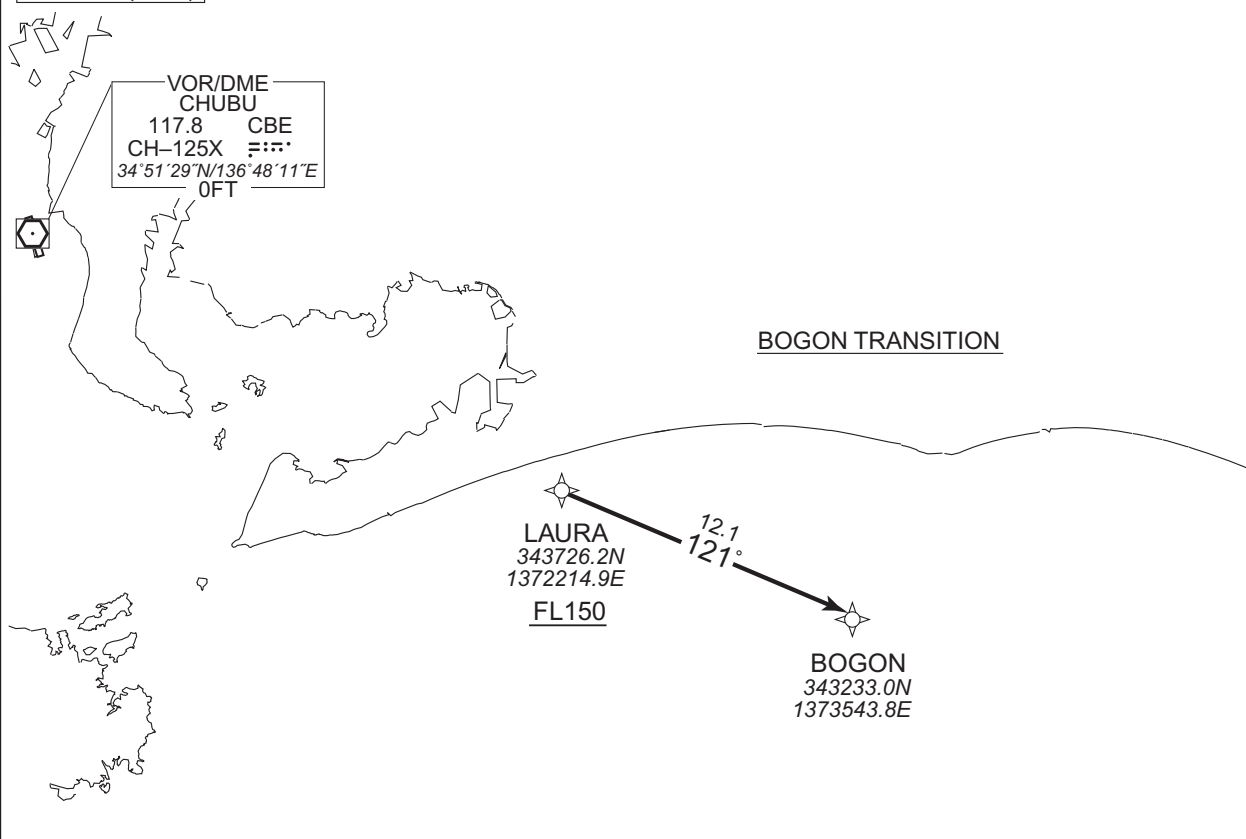 VOR/DME
CHUBU
117.8 CBE
CH–125X
34°51´29˝N/136°48´11˝E
0FT
BOGON TRANSITION
12.1
121°
LAURA
343726.2N
1372214.9E
FL150
BOGON
343233.0N
1373543.8E